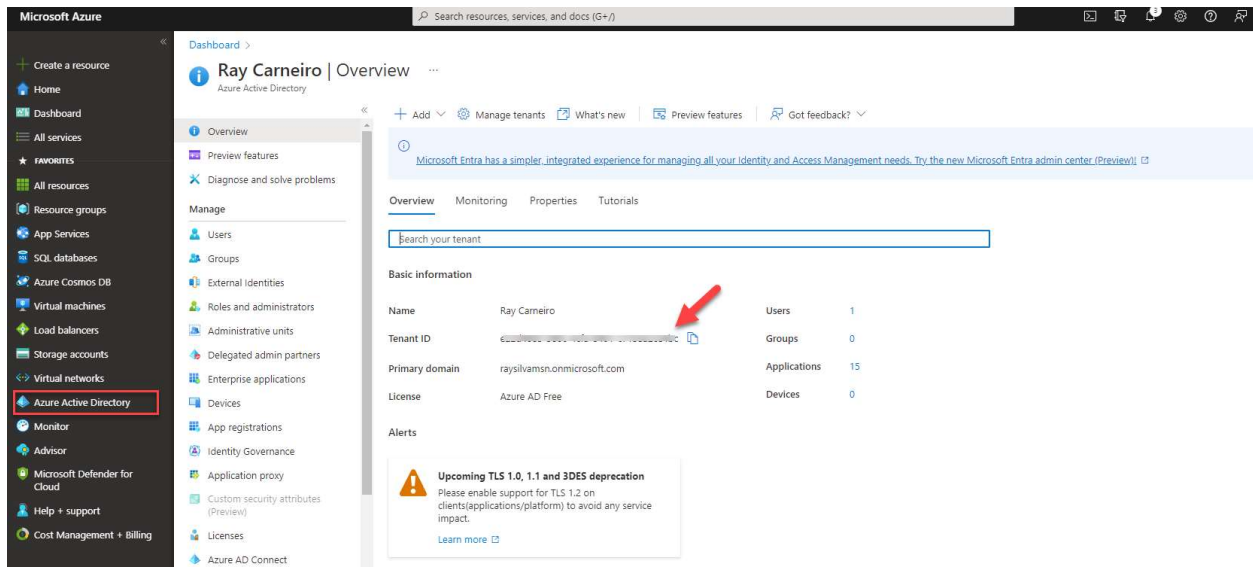 Microsoft Azure
Search resources, services, and docs (G+/)
3
Create a resource
Home
Dashboard
All services
FAVORITES
All resources
Resource groups
App Services
SQL databases
Azure Cosmos DB
Virtual machines
Load balancers
Storage accounts
Virtual networks
Azure Active Directory
Monitor
Advisor
Microsoft Defender for
Cloud
Help + support
Cost Management + Billing
Dashboard >
Ray Carneiro | Overview ...
Azure Active Directory
Overview
Preview features
Diagnose and solve problems
Manage
Users
Groups
External Identities
Roles and administrators
Administrative units
Delegated admin partners
Enterprise applications
Devices
App registrations
Identity Governance
Application proxy
Custom security attributes
(Preview)
Licenses
Azure AD Connect
Add Manage tenants What's new Preview features Got feedback?
Microsoft Entra has a simpler, integrated experience for managing all your Identity and Access Management needs. Try the new Microsoft Entra admin center (Preview)!
Overview Monitoring Properties Tutorials
Search your tenant
Basic information
Name Ray Carneiro Users 1
Tenant ID Groups 0
Primary domain raysilvamsn.onmicrosoft.com Applications 15
License Azure AD Free Devices 0
Alerts
Upcoming TLS 1.0, 1.1 and 3DES deprecation
Please enable support for TLS 1.2 on
clients(applications/platform) to avoid any service
impact.
Learn more